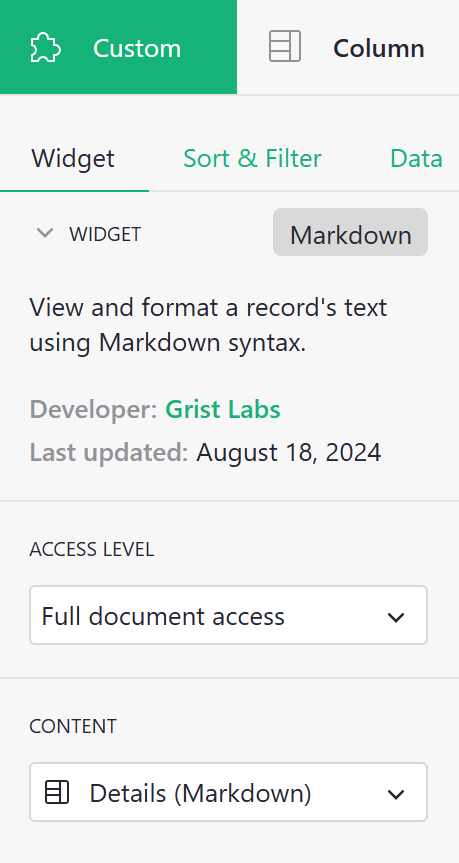 Custom
Column
Widget
Sort & Filter
Data
WIDGET
Markdown
View and format a record's text
using Markdown syntax.
Developer: Grist Labs
Last updated: August 18, 2024
ACCESS LEVEL
Full document access
CONTENT
Details (Markdown)